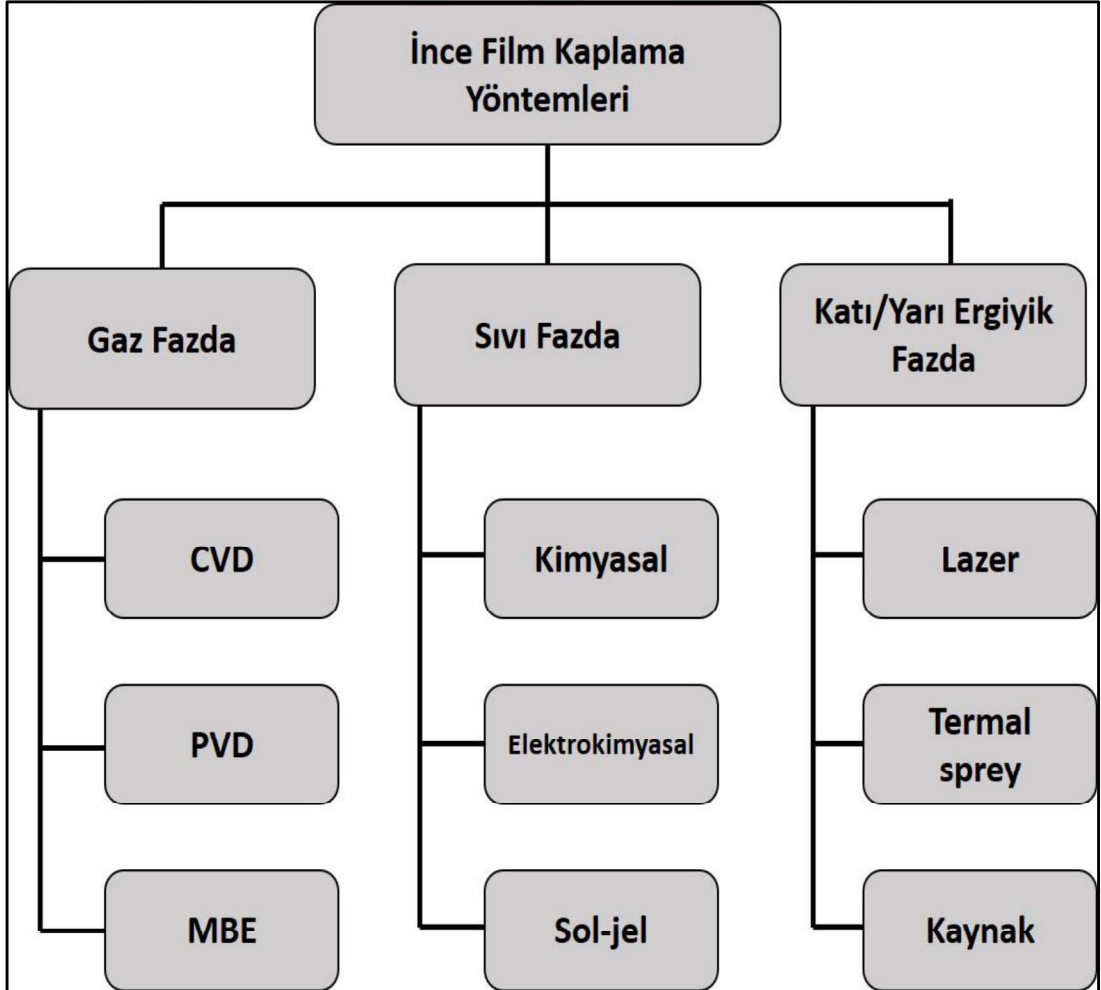 İnce Film Kaplama
Yöntemleri
Gaz Fazda
Sıvı Fazda
Katı/Yarı Ergiyik
Fazda
CVD
Kimyasal
Lazer
PVD
Elektrokimyasal
Termal
sprey
MBE
Sol-jel
Kaynak